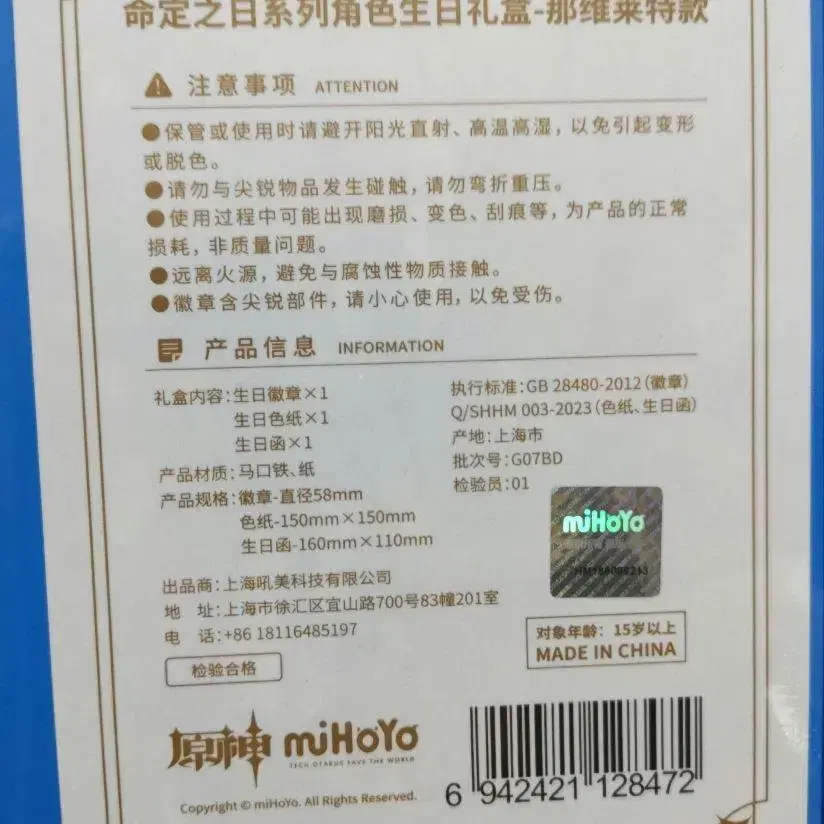 命定之日系列角色生日礼盒-那维莱特款
注意事项 ATTENTION
●保管或使用时请避开阳光直射、高温高湿，以免引起变形
或脱色。
●请勿与尖锐物品发生碰触，请勿弯折重压。
●使用过程中可能出现磨损、变色、刮痕等，为产品的正常
损耗，非质量问题。
●远离火源，避免与腐蚀性物质接触。
●徽章含尖锐部件，请小心使用，以免受伤。
产品信息 INFORMATION
礼盒内容：生日徽章×1
生日色纸×1
生日函×1
产品材质：马口铁、纸
产品规格：徽章-直径58mm
色纸-150mm×150mm
生日函-160mm×110mm
执行标准：GB 28480-2012（徽章）
Q/SHHM 003-2023（色纸、生日函）
产地：上海市
批次号：G07BD
检验员：01
miHoYo
出品商：上海吼美科技有限公司
地 址：上海市徐汇区宜山路700号83幢201室
电 话：+86 18116485197
检验合格
对象年龄：15岁以上
MADE IN CHINA
原神 miHoYo
TECH OTAKUS SAVE THE WORLD
Copyright © miHoYo. All Rights Reserved.
6 942421 128472